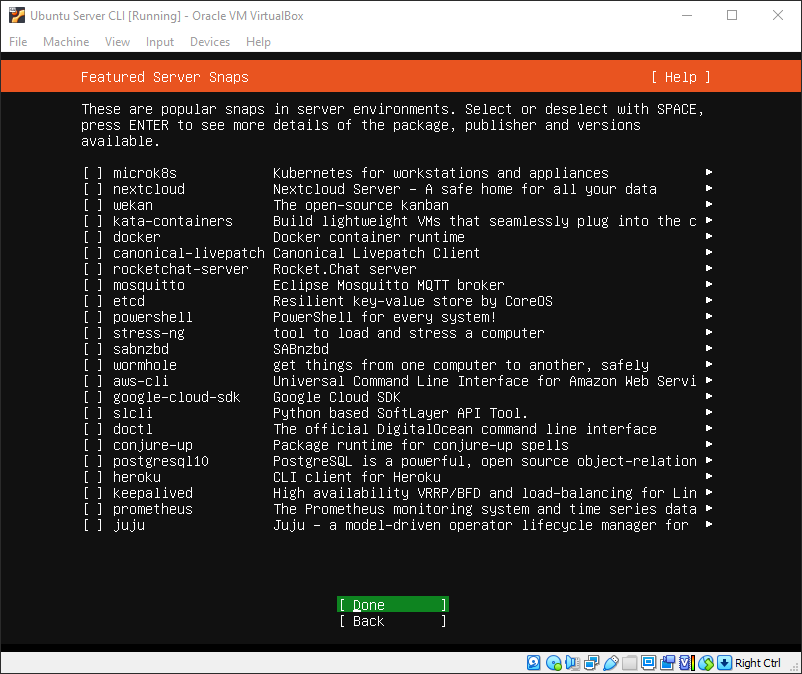 Ubuntu Server CLI [Running] - Oracle VM VirtualBox
File Machine View Input Devices Help
Featured Server Snaps [ Help ]
These are popular snaps in server environments. Select or deselect with SPACE,
press ENTER to see more details of the package, publisher and versions
available.
[ ] microk8s Kubernetes for workstations and appliances
[ ] nextcloud Nextcloud Server - A safe home for all your data
[ ] wekan The open-source kanban
[ ] kata-containers Build lightweight VMs that seamlessly plug into the c
[ ] docker Docker container runtime
[ ] canonical-livepatch Canonical Livepatch Client
[ ] rocketchat-server Rocket.Chat server
[ ] mosquitto Eclipse Mosquitto MQTT broker
[ ] etcd Resilient key-value store by CoreOS
[ ] powershell PowerShell for every system!
[ ] stress-ng tool to load and stress a computer
[ ] sabnzbd SABnzbd
[ ] wormhole get things from one computer to another, safely
[ ] aws-cli Universal Command Line Interface for Amazon Web Servi
[ ] google-cloud-sdk Google Cloud SDK
[ ] slcli Python based SoftLayer API Tool.
[ ] doctl The official DigitalOcean command line interface
[ ] conjure-up Package runtime for conjure-up spells
[ ] postgresql10 PostgreSQL is a powerful, open source object-relation
[ ] heroku CLI client for Heroku
[ ] keepalived High availability VRRP/BFD and load-balancing for Lin
[ ] prometheus The Prometheus monitoring system and time series data
[ ] juju Juju - a model-driven operator lifecycle manager for
[ Done ]
[ Back ]
Right Ctrl